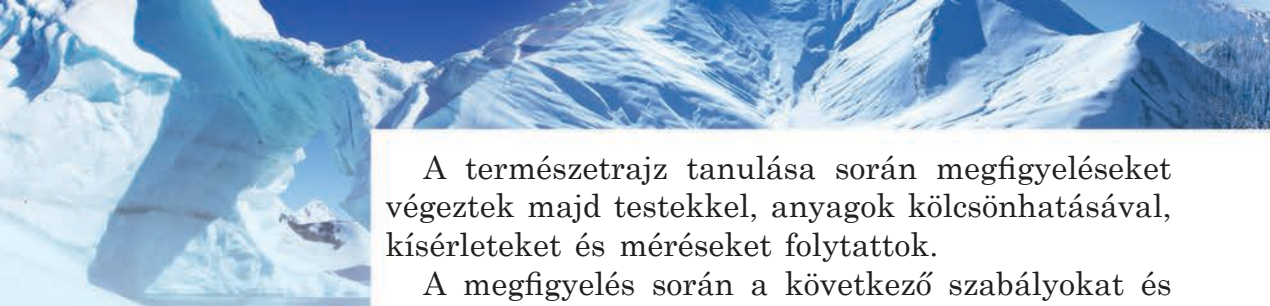 A természetrajz tanulása során megfigyeléseket
végeztek majd testekkel, anyagok kölcsönhatásával,
kísérleteket és méréseket folytattok.
A megfigyelés során a következő szabályokat és